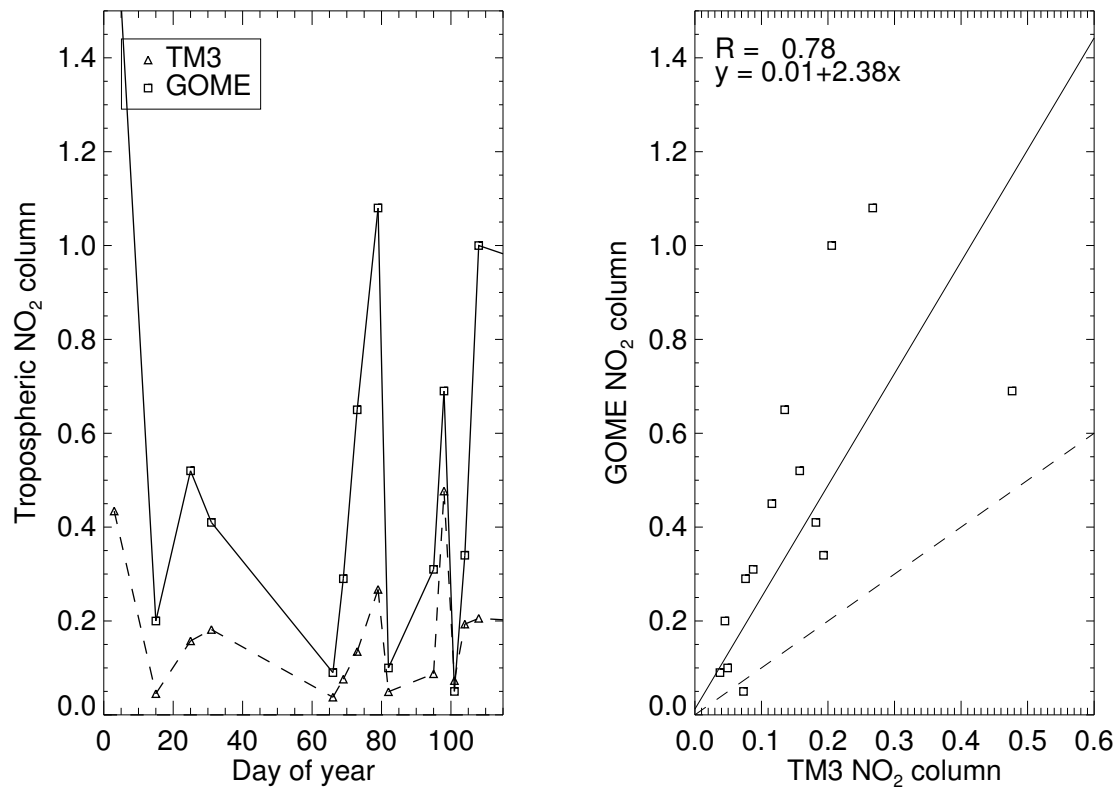 TM3
GOME
1.4
1.2
1.0
0.8
0.6
0.4
0.2
0.0
Tropospheric NO₂ column
0 20 40 60 80 100
Day of year
R = 0.78
y = 0.01+2.38x
1.4
1.2
1.0
0.8
0.6
0.4
0.2
0.0
GOME NO₂ column
0.0 0.1 0.2 0.3 0.4 0.5 0.6
TM3 NO₂ column